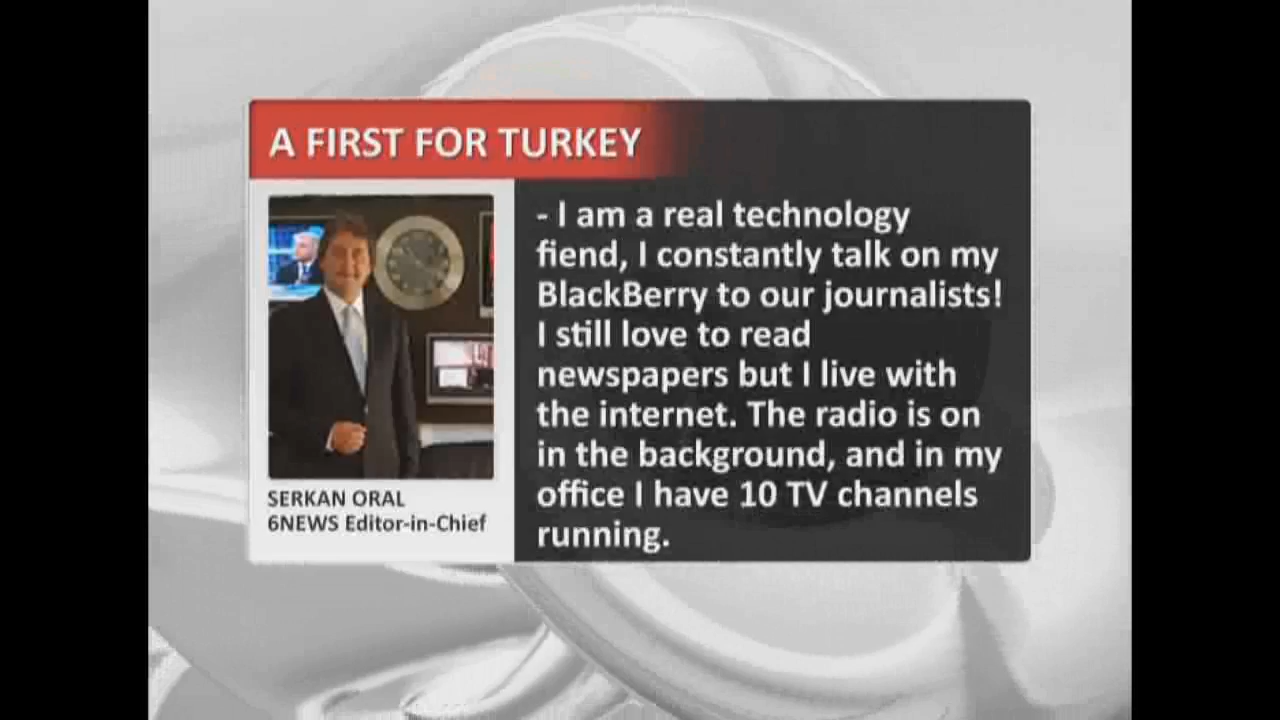 A FIRST FOR TURKEY
- I am a real technology
fiend, I constantly talk on my
BlackBerry to our journalists!
I still love to read
newspapers but I live with
the internet. The radio is on
in the background, and in my
office I have 10 TV channels
running.
SERKAN ORAL
6NEWS Editor-in-Chief